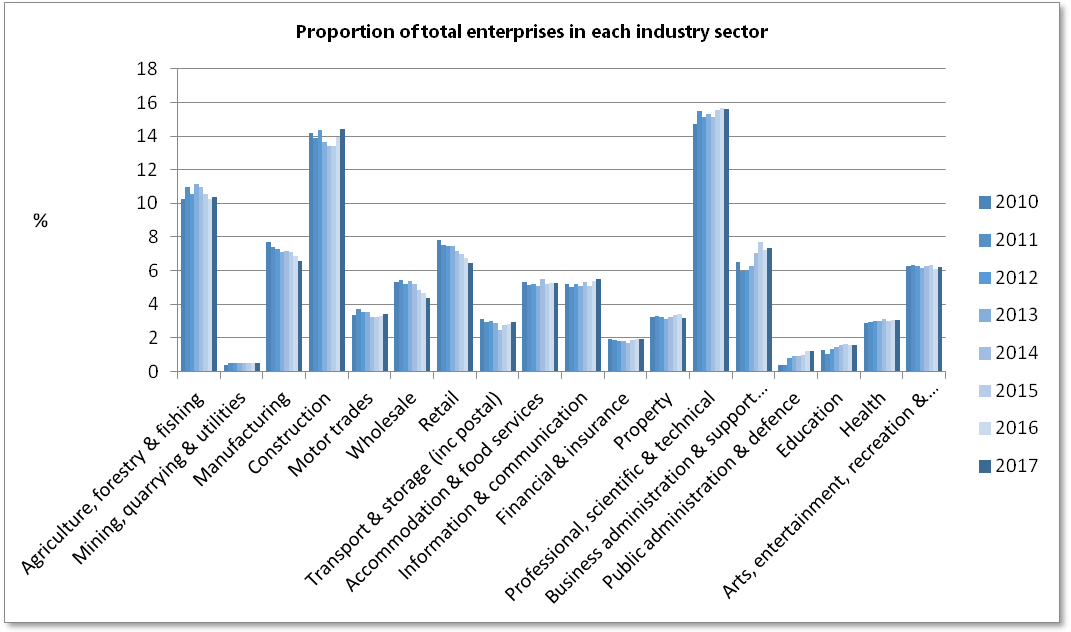 Proportion of total enterprises in each industry sector
18
16
14
12
10
8
6
4
2
0
%
Agriculture, forestry & fishing
Mining, quarrying & utilities
Manufacturing
Construction
Motor trades
Wholesale
Retail
Transport & storage (inc postal)
Accommodation & food services
Information & communication
Financial & insurance
Property
Professional, scientific & technical
Business administration & support...
Public administration & defence
Education
Health
Arts, entertainment, recreation &...
2010
2011
2012
2013
2014
2015
2016
2017